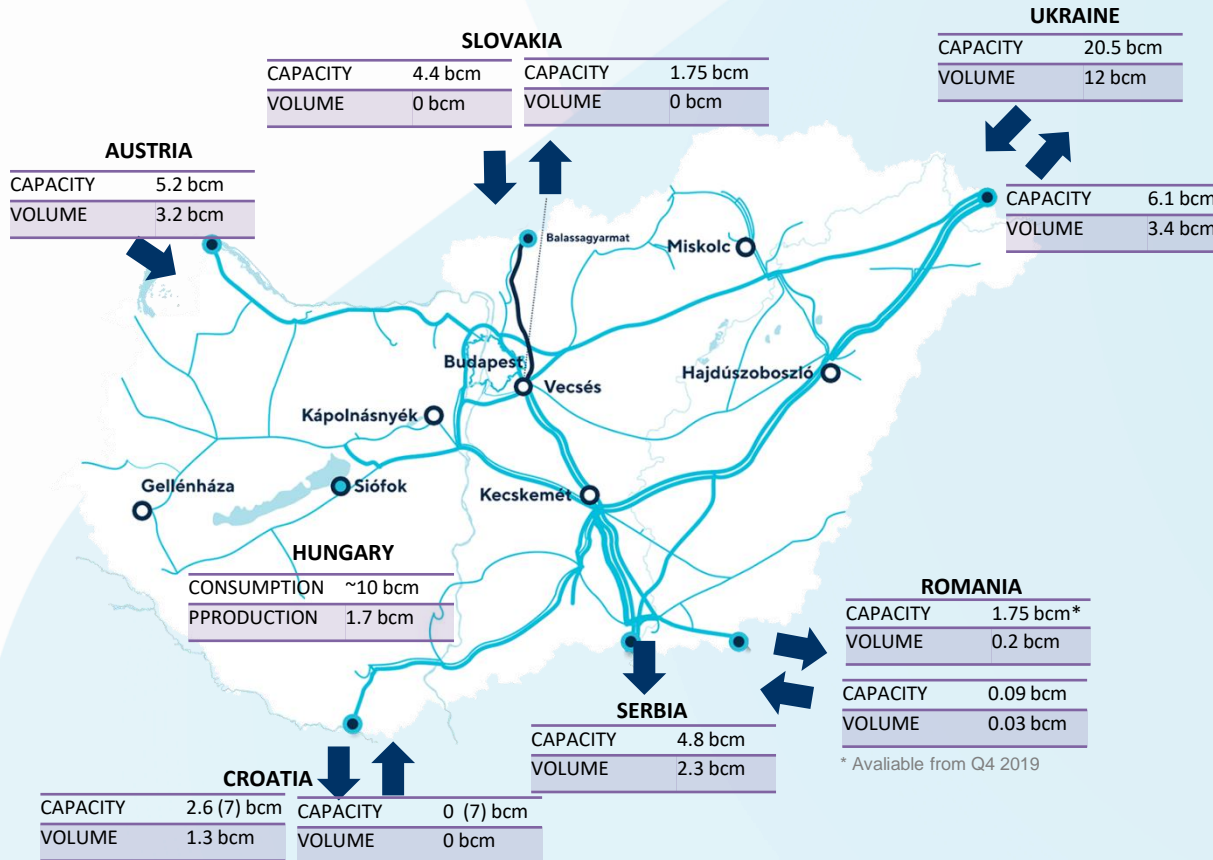 UKRAINE
CAPACITY 20.5 bcm
VOLUME 12 bcm
SLOVAKIA
CAPACITY 4.4 bcm
VOLUME 0 bcm
CAPACITY 1.75 bcm
VOLUME 0 bcm
AUSTRIA
CAPACITY 5.2 bcm
VOLUME 3.2 bcm
CAPACITY 6.1 bcm
VOLUME 3.4 bcm
Balassagyarmat
Miskolc
Budapest
Vecsés
Hajdúszoboszló
Kápolnásnyék
Gellénháza
Siófok
Kecskemét
HUNGARY
CONSUMPTION ~10 bcm
PPRODUCTION 1.7 bcm
ROMANIA
CAPACITY 1.75 bcm*
VOLUME 0.2 bcm
CAPACITY 0.09 bcm
VOLUME 0.03 bcm
* Avaliable from Q4 2019
SERBIA
CAPACITY 4.8 bcm
VOLUME 2.3 bcm
CROATIA
CAPACITY 2.6 (7) bcm
VOLUME 1.3 bcm
CAPACITY 0 (7) bcm
VOLUME 0 bcm